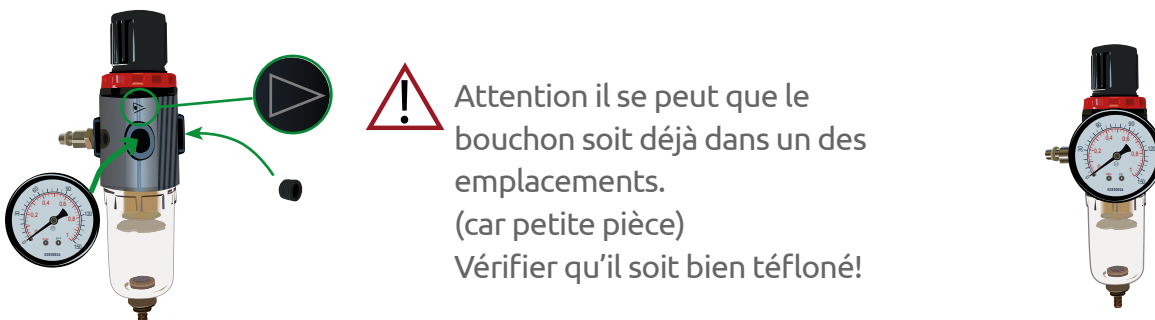 Attention il se peut que le
bouchon soit déjà dans un des
emplacements.
(car petite pièce)
Vérifier qu'il soit bien téfloné!